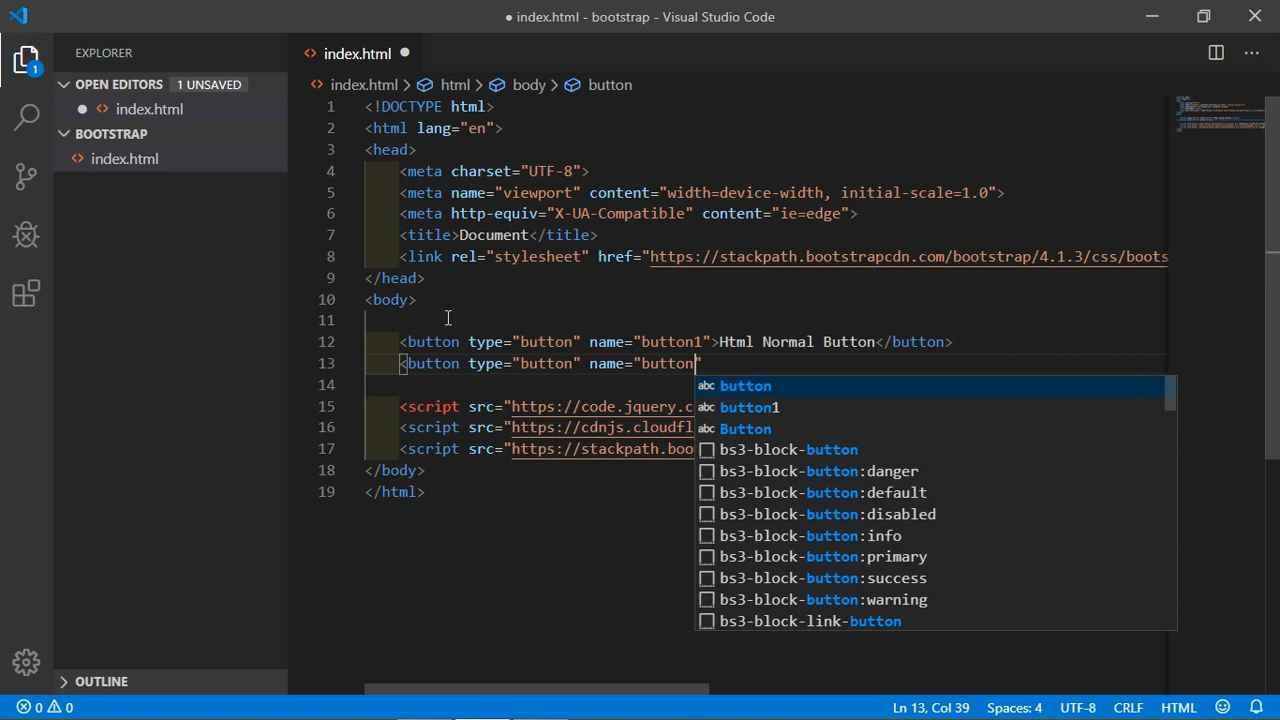 ● index.html - bootstrap - Visual Studio Code
EXPLORER
index.html ●
OPEN EDITORS 1 UNSAVED
● index.html
BOOTSTRAP
index.html
index.html > html > body > button
1 <!DOCTYPE html>
2 <html lang="en">
3 <head>
4 <meta charset="UTF-8">
5 <meta name="viewport" content="width=device-width, initial-scale=1.0">
6 <meta http-equiv="X-UA-Compatible" content="ie=edge">
7 <title>Document</title>
8 <link rel="stylesheet" href="https://stackpath.bootstrapcdn.com/bootstrap/4.1.3/css/boots
9 </head>
10 <body>
11
12 <button type="button" name="button1">Html Normal Button</button>
13 <button type="button" name="button"
14
15 <script src="https://code.jquery.c
16 <script src="https://cdnjs.cloudfl
17 <script src="https://stackpath.boo
18 </body>
19 </html>
abc button
abc button1
abc Button
bs3-block-button
bs3-block-button:danger
bs3-block-button:default
bs3-block-button:disabled
bs3-block-button:info
bs3-block-button:primary
bs3-block-button:success
bs3-block-button:warning
bs3-block-link-button
1
OUTLINE
0 0
Ln 13, Col 39 Spaces: 4 UTF-8 CRLF HTML